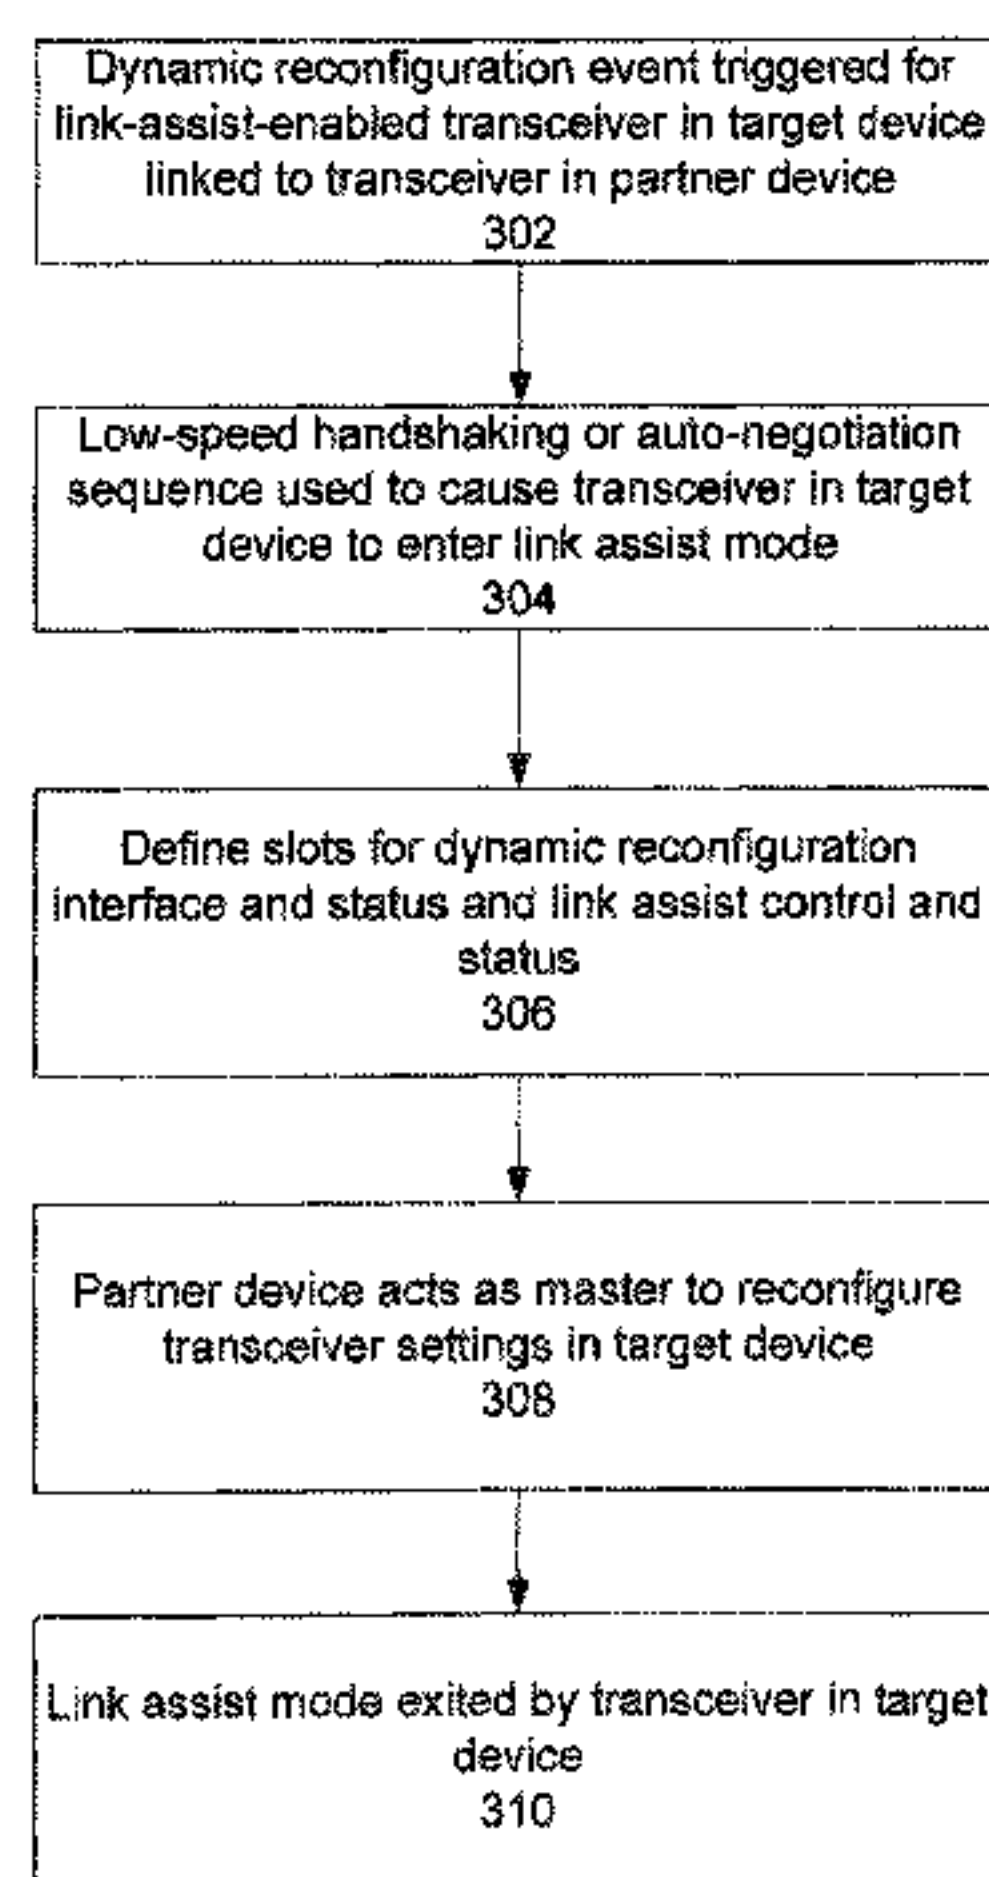 Dynamic reconfiguration event triggered for
link-assist-enabled transceiver in target device
linked to transceiver in partner device
302
Low-speed handshaking or auto-negotiation
sequence used to cause transceiver in target
device to enter link assist mode
304
Define slots for dynamic reconfiguration
interface and status and link assist control and
status
306
Partner device acts as master to reconfigure
transceiver settings in target device
308
Link assist mode exited by transceiver in target
device
310